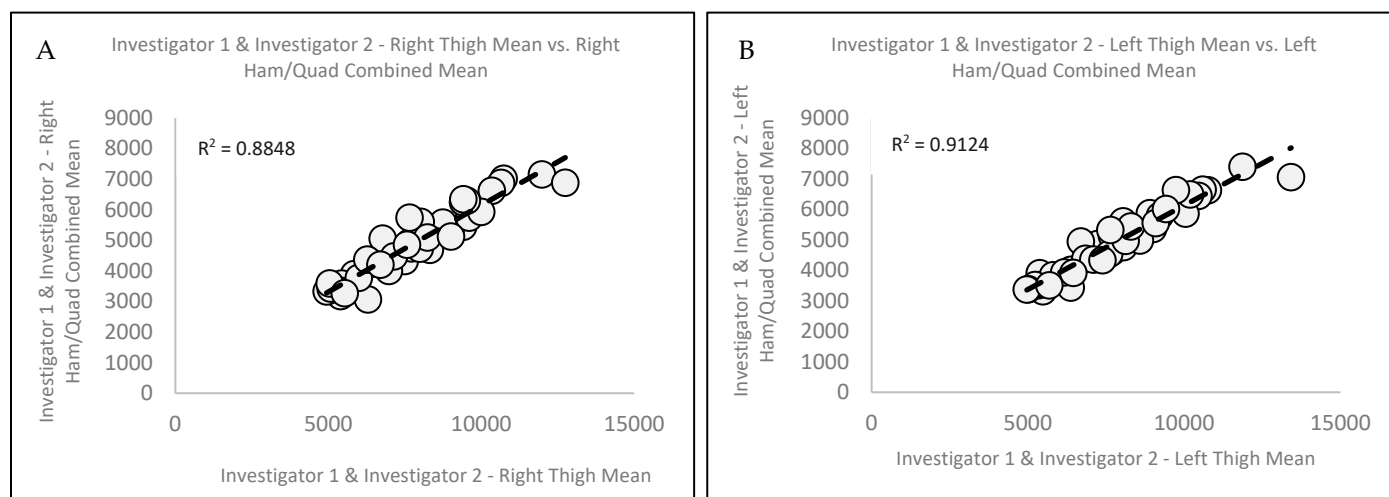 A
Investigator 1 & Investigator 2 - Right Thigh Mean vs. Right
Ham/Quad Combined Mean
Investigator 1 & Investigator 2 - Right
Ham/Quad Combined Mean
9000
8000
7000
6000
5000
4000
3000
2000
1000
0
R² = 0.8848
0
5000
10000
15000
Investigator 1 & Investigator 2 - Right Thigh Mean
B
Investigator 1 & Investigator 2 - Left Thigh Mean vs. Left
Ham/Quad Combined Mean
Investigator 1 & Investigator 2 - Left
Ham/Quad Combined Mean
9000
8000
7000
6000
5000
4000
3000
2000
1000
0
R² = 0.9124
0
5000
10000
15000
Investigator 1 & Investigator 2 - Left Thigh Mean